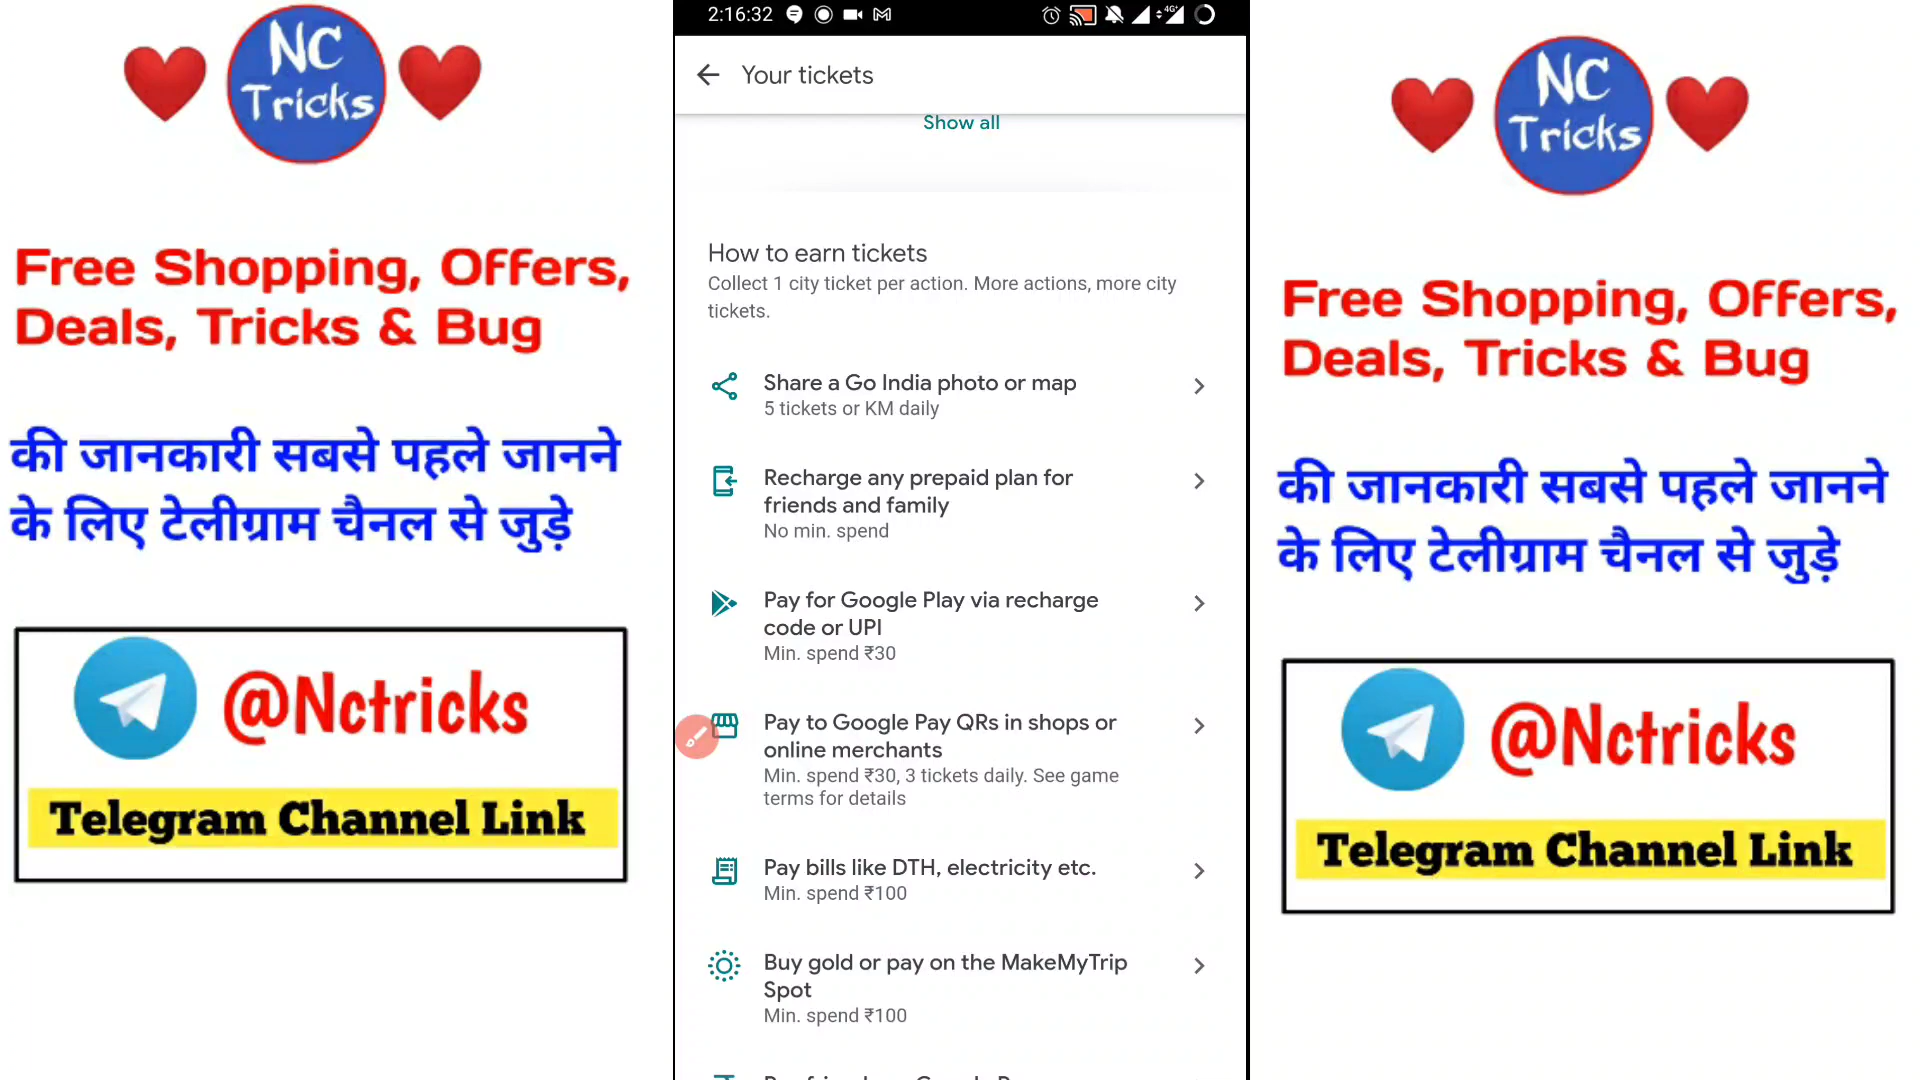 NC
Tricks
Free Shopping, Offers,
Deals, Tricks & Bug
की जानकारी सबसे पहले जानने
के लिए टेलीग्राम चैनल से जुड़े
@Nctricks
Telegram Channel Link
2:16:32
4G+
Your tickets
Show all
How to earn tickets
Collect 1 city ticket per action. More actions, more city
tickets.
Share a Go India photo or map
5 tickets or KM daily
Recharge any prepaid plan for
friends and family
No min. spend
Pay for Google Play via recharge
code or UPI
Min. spend ₹30
Pay to Google Pay QRs in shops or
online merchants
Min. spend ₹30, 3 tickets daily. See game
terms for details
Pay bills like DTH, electricity etc.
Min. spend ₹100
Buy gold or pay on the MakeMyTrip
Spot
Min. spend ₹100
NC
Tricks
Free Shopping, Offers,
Deals, Tricks & Bug
की जानकारी सबसे पहले जानने
के लिए टेलीग्राम चैनल से जुड़े
@Nctricks
Telegram Channel Link